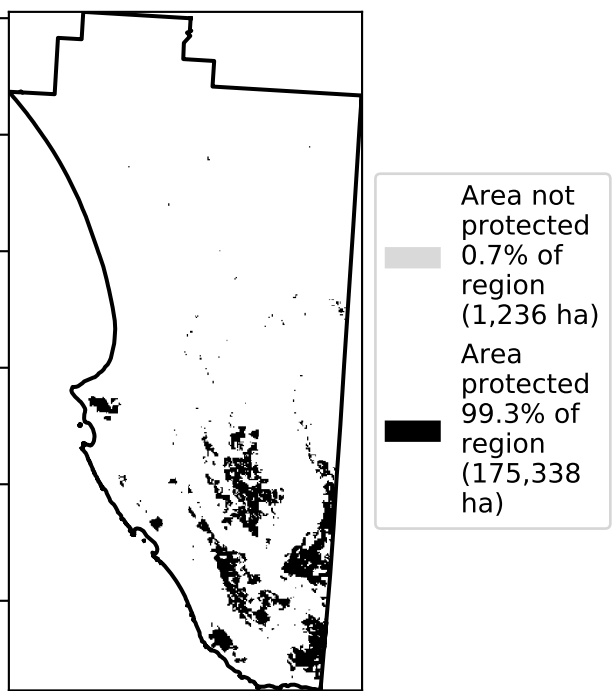 Area not
protected
0.7% of
region
(1,236 ha)
Area
protected
99.3% of
region
(175,338
ha)